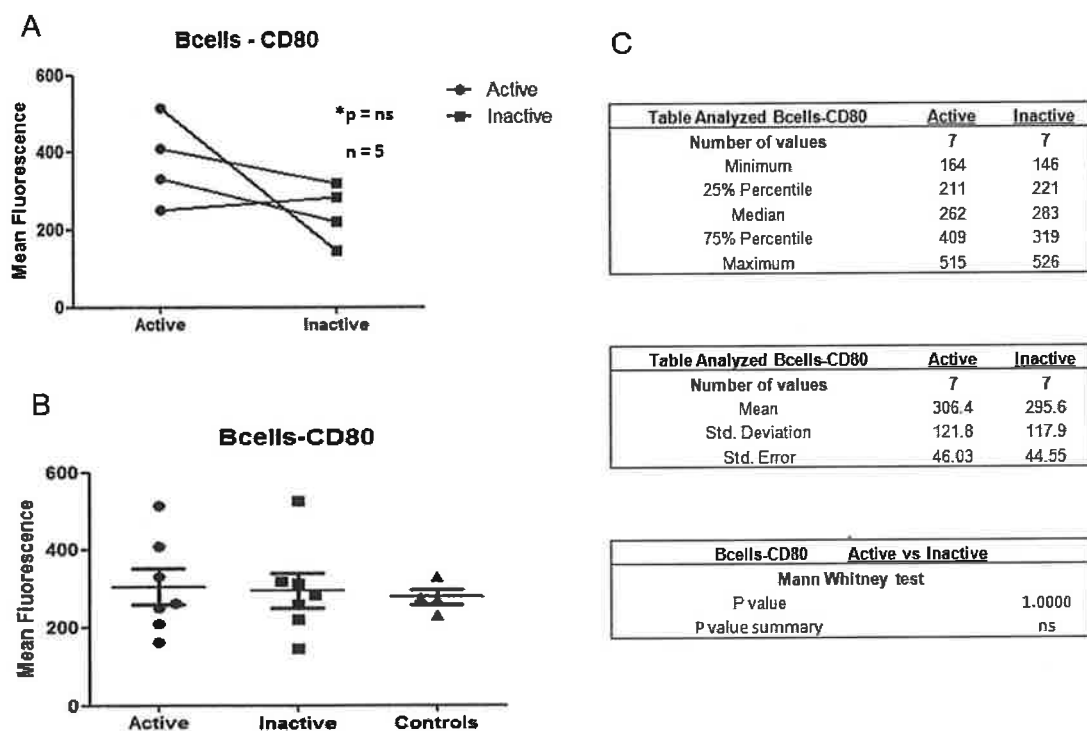 A
Bcells - CD80
Mean Fluorescence
600
400
200
0
Active
Inactive
Active
Inactive
*p = ns
n = 5
B
Bcells-CD80
Mean Fluorescence
600
400
200
0
Active
Inactive
Controls
C
Table Analyzed Bcells-CD80 Active Inactive
Number of values 7 7
Minimum 164 146
25% Percentile 211 221
Median 262 283
75% Percentile 409 319
Maximum 515 526
Table Analyzed Bcells-CD80 Active Inactive
Number of values 7 7
Mean 306.4 295.6
Std. Deviation 121.8 117.9
Std. Error 46.03 44.55
Bcells-CD80 Active vs Inactive
Mann Whitney test
P value 1.0000
P value summary ns